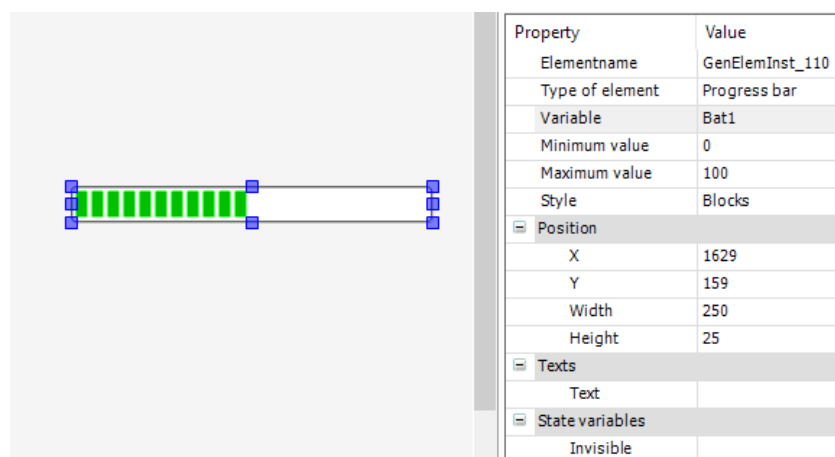 Property Value
Elementname GenElemInst_110
Type of element Progress bar
Variable Bat1
Minimum value 0
Maximum value 100
Style Blocks
Position
X 1629
Y 159
Width 250
Height 25
Texts
Text
State variables
Invisible